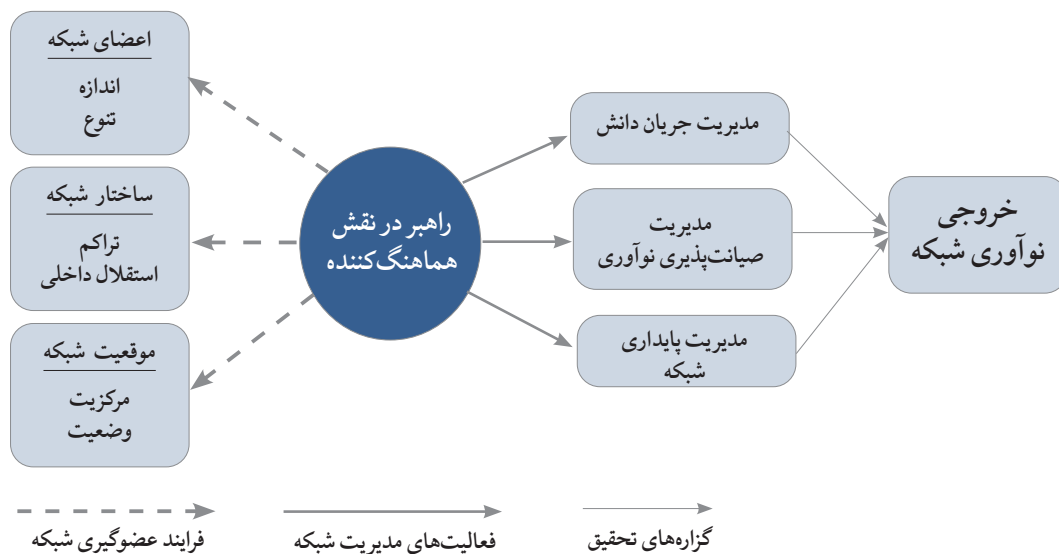 اعضای شبکه
اندازه
تنوع
ساختار شبکه
تراکم
استقلال داخلی
موقعیت شبکه
مرکزیت
وضعیت
راهبر در نقش
هماهنگ‌کننده
مدیریت جریان دانش
مدیریت
صیانت‌پذیری نوآوری
مدیریت پایداری
شبکه
خروجی
نوآوری شبکه
فرایند عضوگیری شبکه
فعالیت‌های مدیریت شبکه
گزاره‌های تحقیق